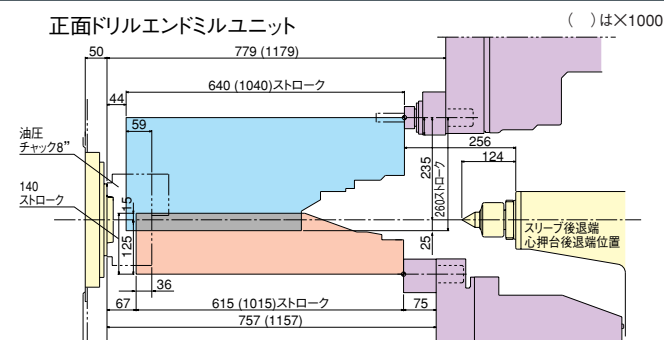 正面ドリルエンドミルユニット
( )は×1000
50
779 (1179)
640 (1040)ストローク
44
59
256
油圧
チャック8”
124
235
260ストローク
140
ストローク
15
スリーブ後退端
心押台後退端位置
125
25
36
67
615 (1015)ストローク
75
757 (1157)